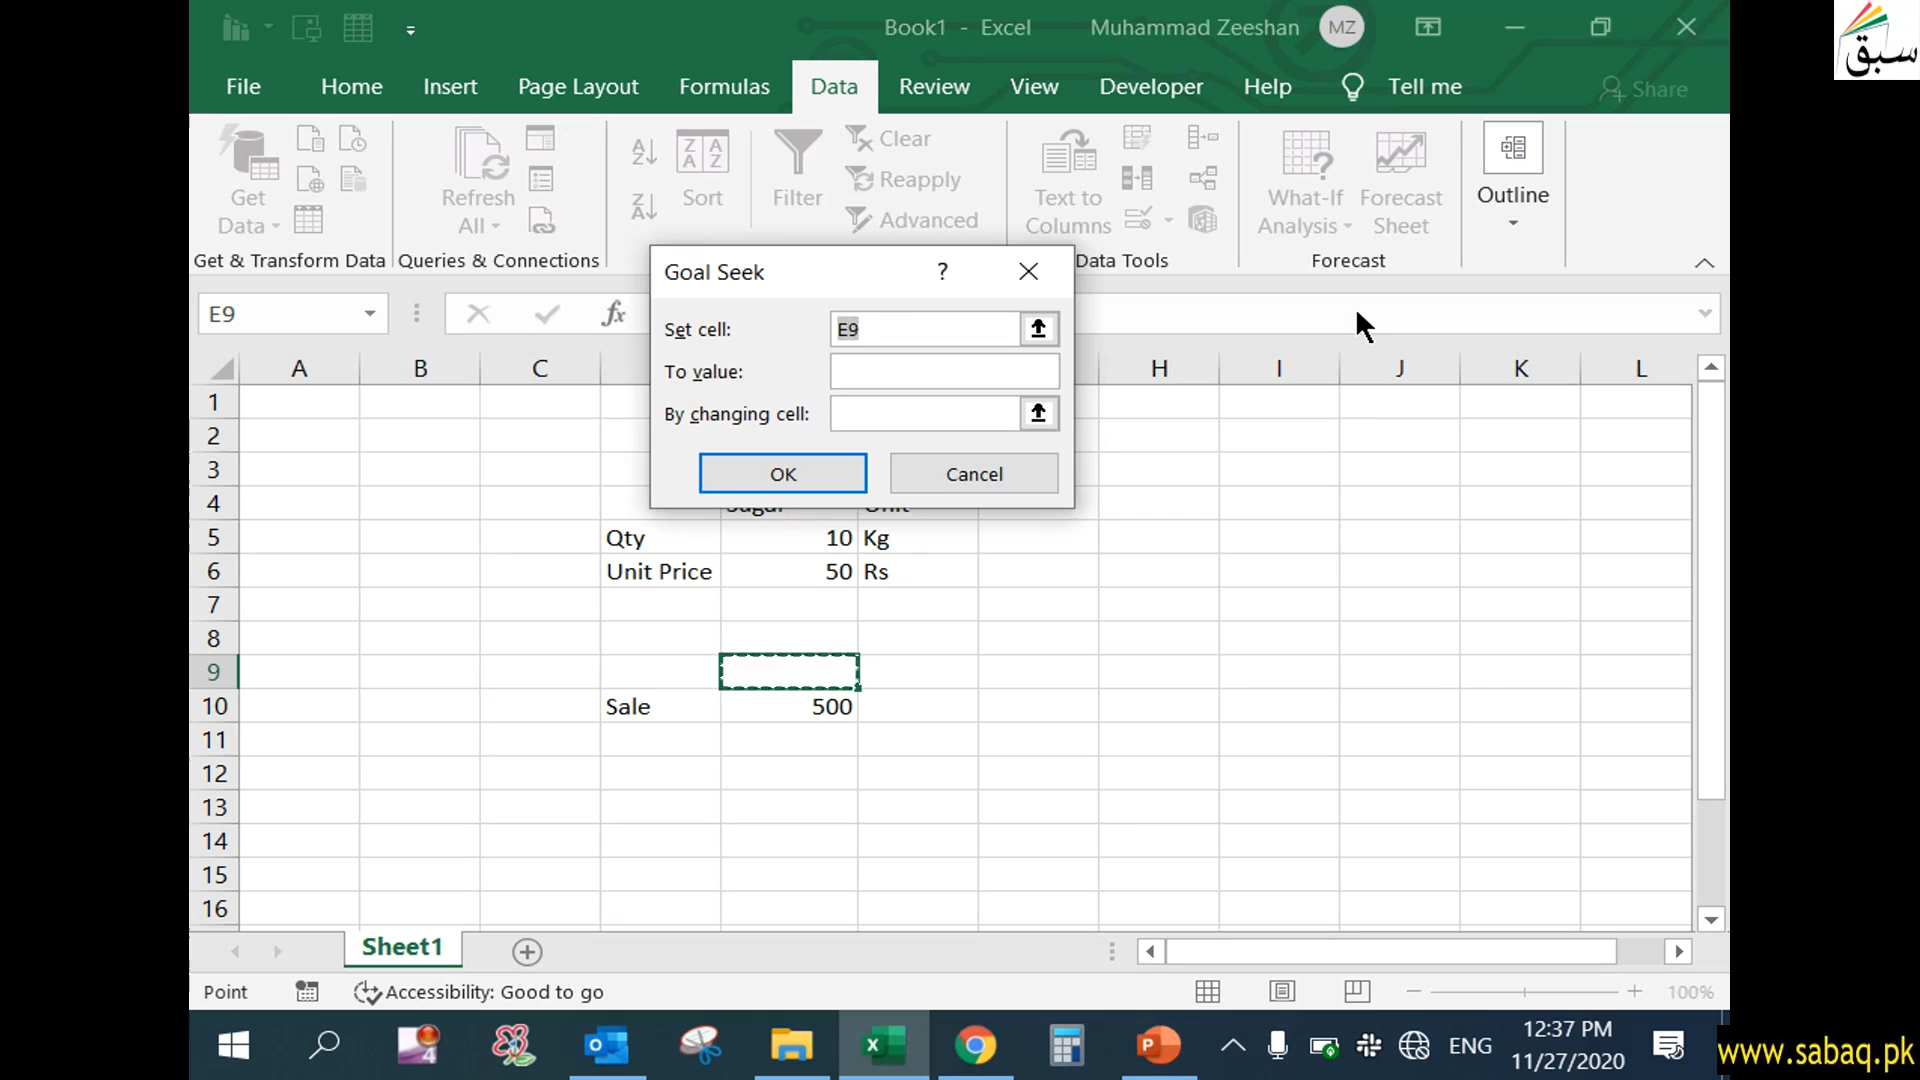 Book1 - Excel
Muhammad Zeeshan
MZ
سبق
File
Home
Insert
Page Layout
Formulas
Data
Review
View
Developer
Help
Tell me
Share
Get
Data
Refresh
All
Sort
Filter
Clear
Reapply
Advanced
Text to
Columns
What-If
Analysis
Forecast
Sheet
Outline
Get & Transform Data
Queries & Connections
Data Tools
Forecast
E9
fx
Goal Seek
?
Set cell:
E9
To value:
By changing cell:
OK
Cancel
A B C H I J K L
1
2
3
4
5 Qty 10 Kg
6 Unit Price 50 Rs
7
8
9
10 Sale 500
11
12
13
14
15
16
Sheet1
Point
Accessibility: Good to go
100%
4
ENG
12:37 PM
11/27/2020
www.sabaq.pk